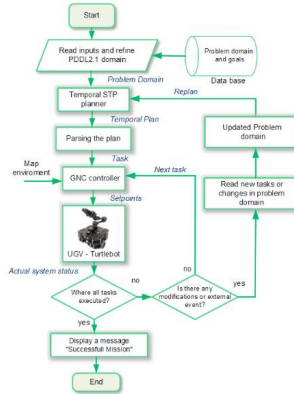 Start
Read inputs and refine
PDDL2.1 domain
Problem domain
and goals
Data base
Problem Domain
Replan
Temporal STP
planner
Temporal Plan
Updated Problem
domain
Parsing the plan
Task
Map
enviroment
Next task
GNC controller
Read new tasks or
changes in problem
domain
Setpoints
UGV - Turtlebot
Actual system status
no
no
yes
Where all tasks
executed?
Is there any
modifications or external
event?
yes
Display a message
"Successfull Mission"
End